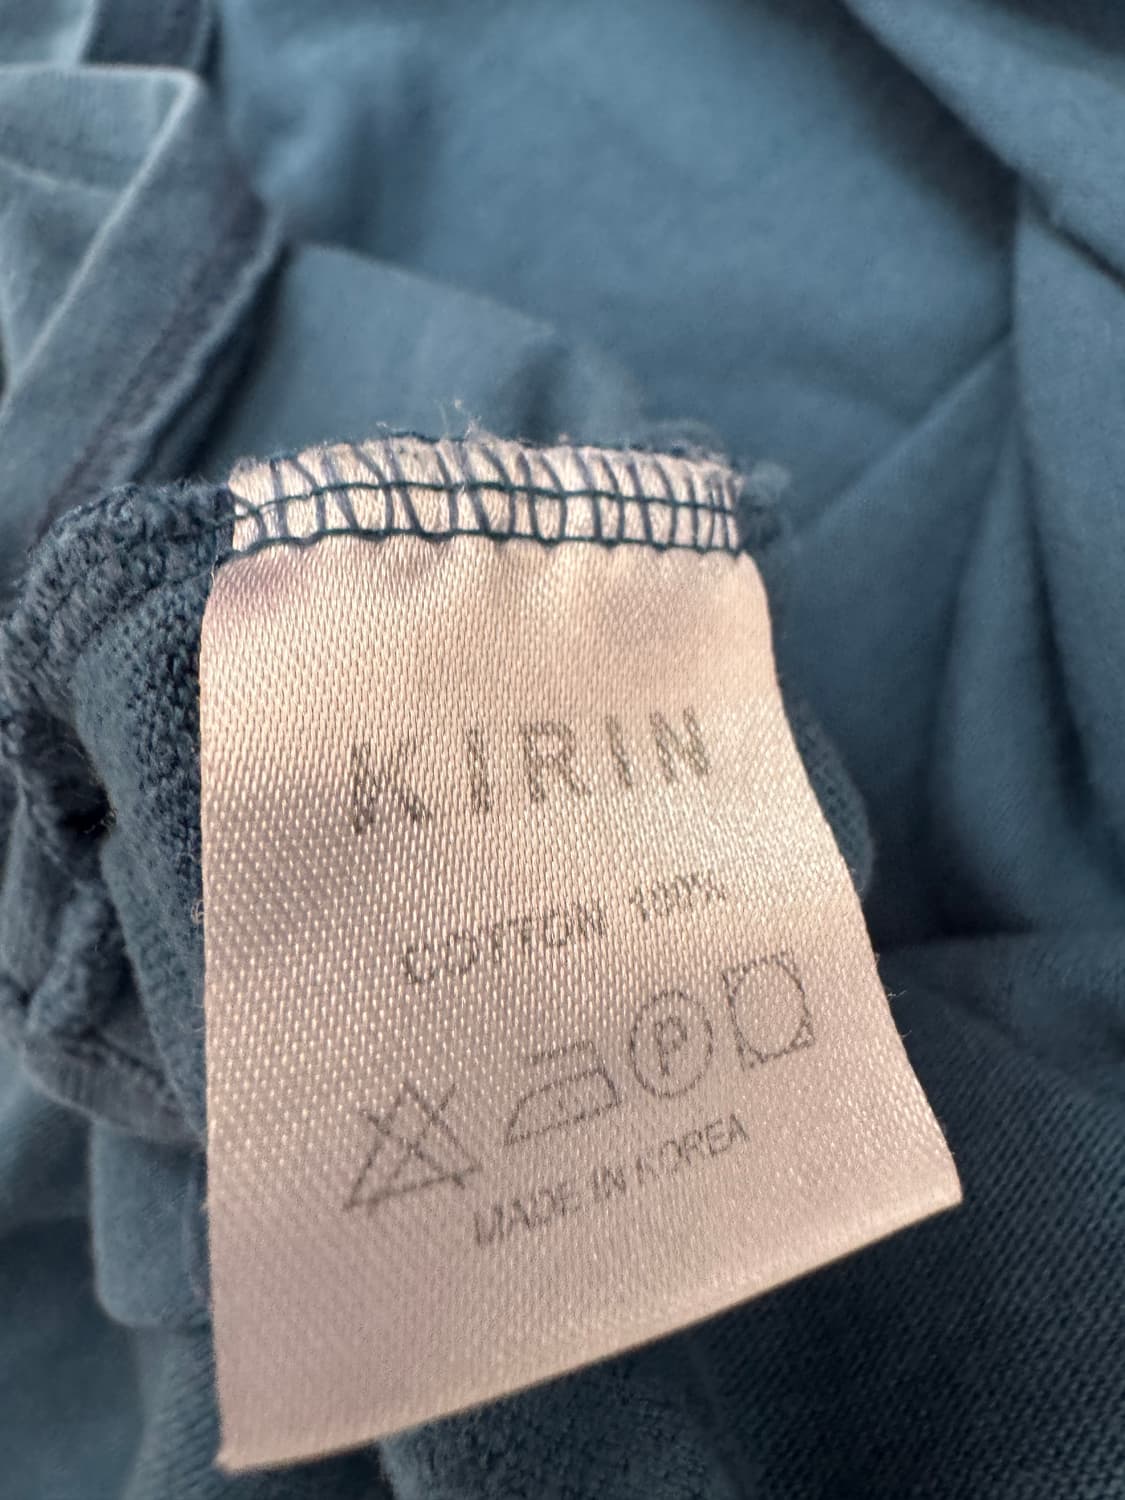 KIRIN
COTTON 100%
P
MADE IN KOREA